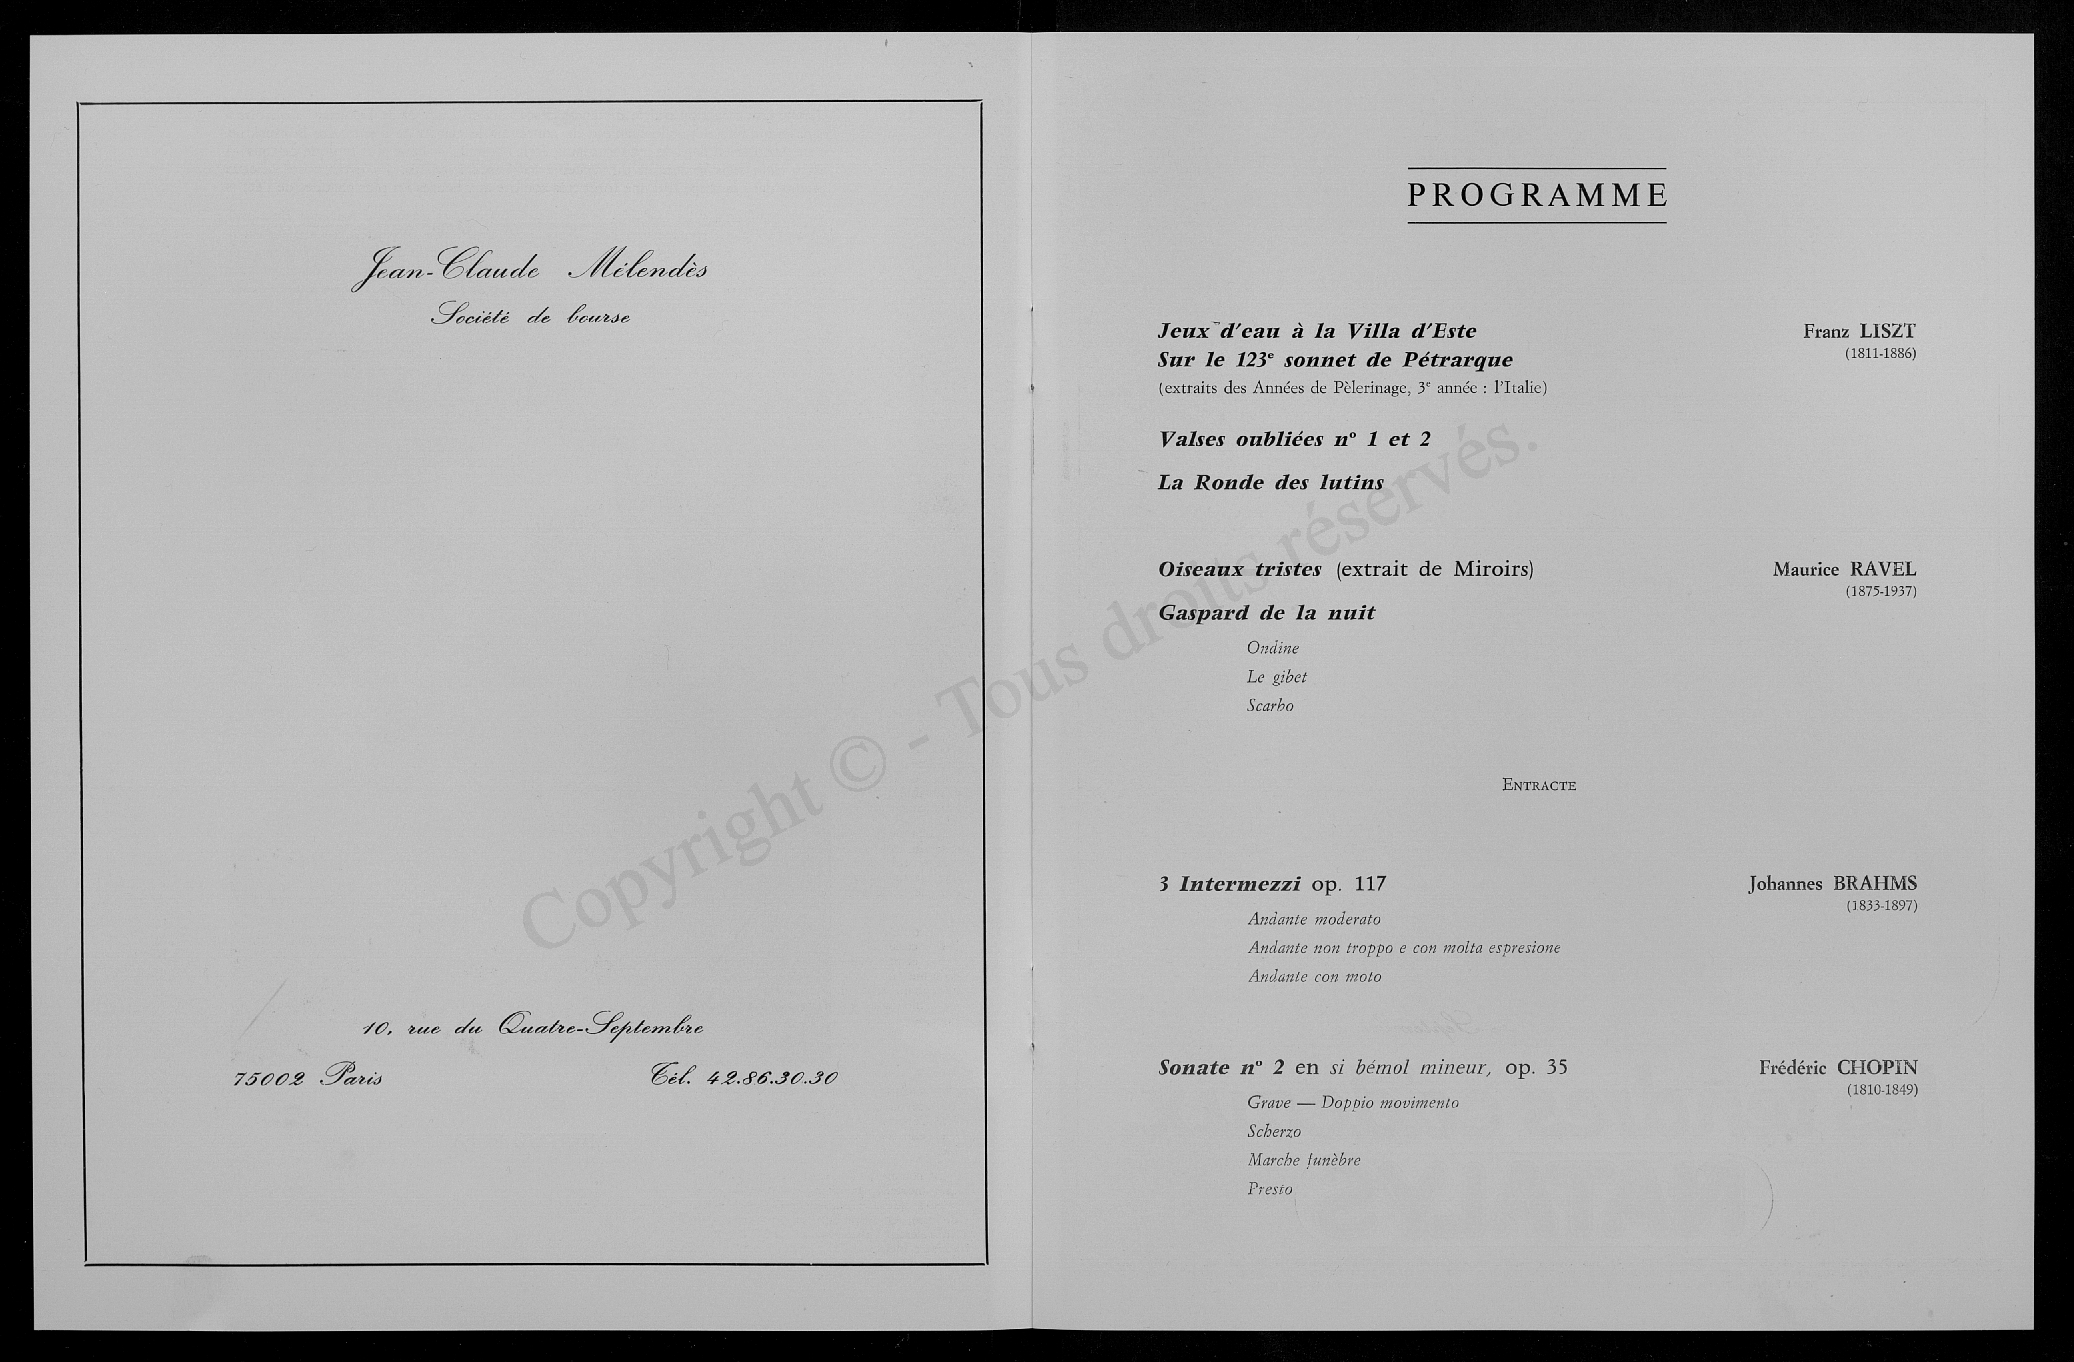 Jean-Claude Mélendès
Société de bourse
10, rue du Quatre-Septembre
75002 Paris Tél. 42.86.30.30
PROGRAMME
Jeux d'eau à la Villa d'Este Franz LISZT
Sur le 123e sonnet de Pétrarque (1811-1886)
(extraits des Années de Pèlerinage, 3e année : l'Italie)
Valses oubliées nº 1 et 2
La Ronde des lutins
Oiseaux tristes (extrait de Miroirs) Maurice RAVEL
(1875-1937)
Gaspard de la nuit
Ondine
Le gibet
Scarbo
ENTRACTE
3 Intermezzi op. 117 Johannes BRAHMS
(1833-1897)
Andante moderato
Andante non troppo e con molta espresione
Andante con moto
Sonate nº 2 en si bémol mineur, op. 35 Frédéric CHOPIN
(1810-1849)
Grave — Doppio movimento
Scherzo
Marche funèbre
Presto
Copyright © - Tous droits réservés.